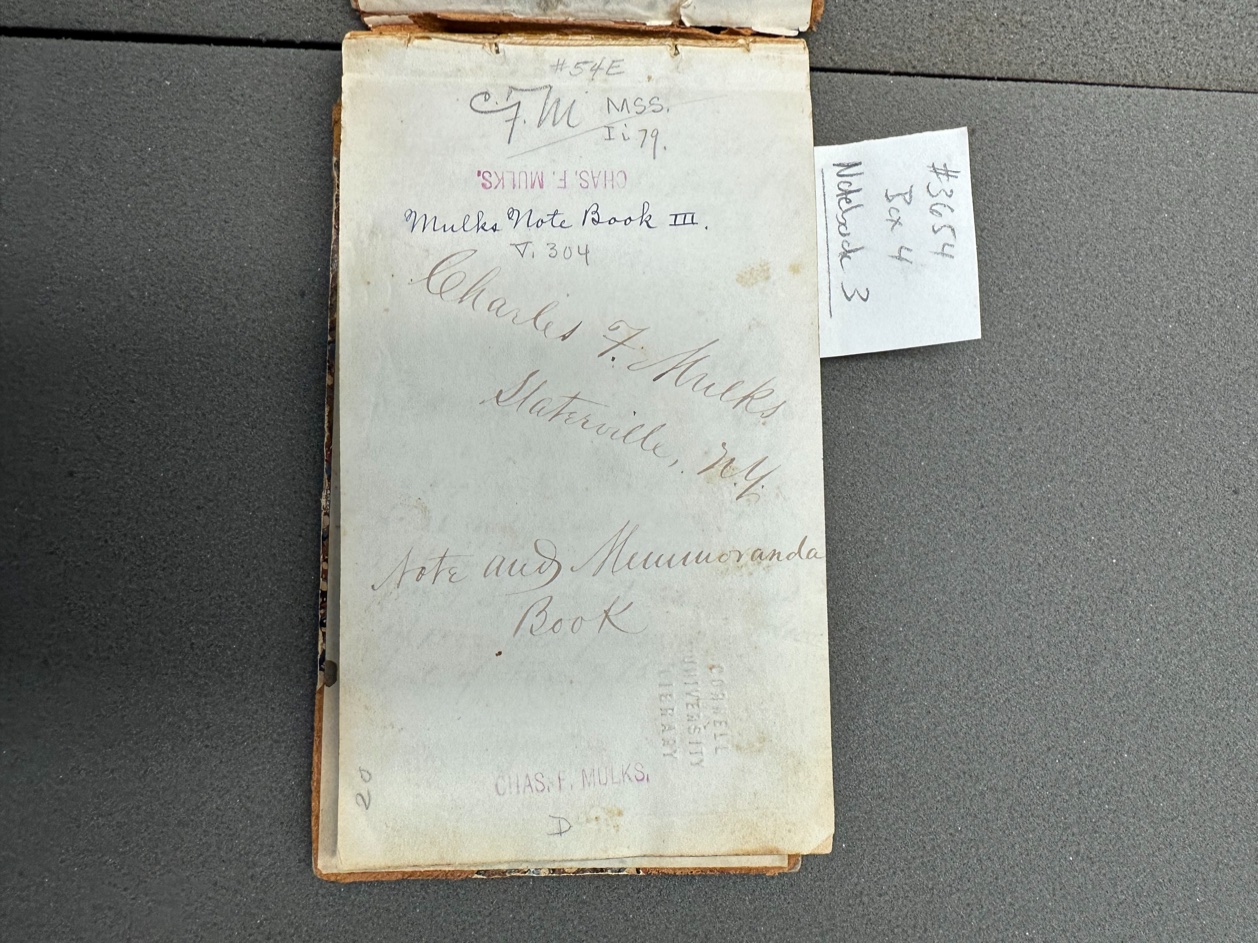 #54E
C.F.M MSS.
Ii 79.
CHAS. F. MULKS.
Mulks Note Book III.
V. 304
Charles F. Mulks
Slaterville, N.Y.
Note and Memmoranda
Book
CORNELL
UNIVERSITY
LIBRARY
CHAS. F. MULKS.
20
D
#3654
Box 4
Notebook 3